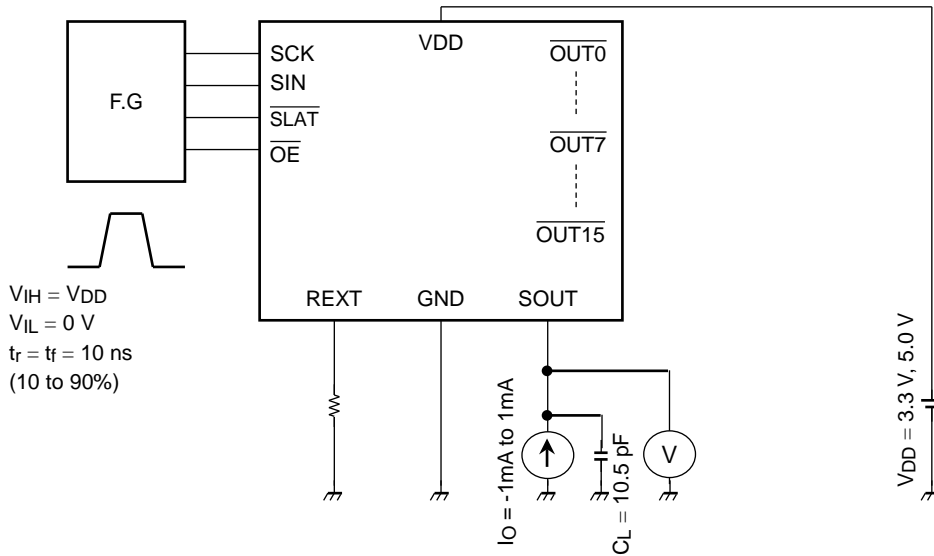 F.G
SCK
SIN
SLAT
OE
VDD
OUT0
OUT7
OUT15
REXT
GND
SOUT
VIH = VDD
VIL = 0 V
tr = tf = 10 ns
(10 to 90%)
IO = -1mA to 1mA
CL = 10.5 pF
V
VDD = 3.3 V, 5.0 V